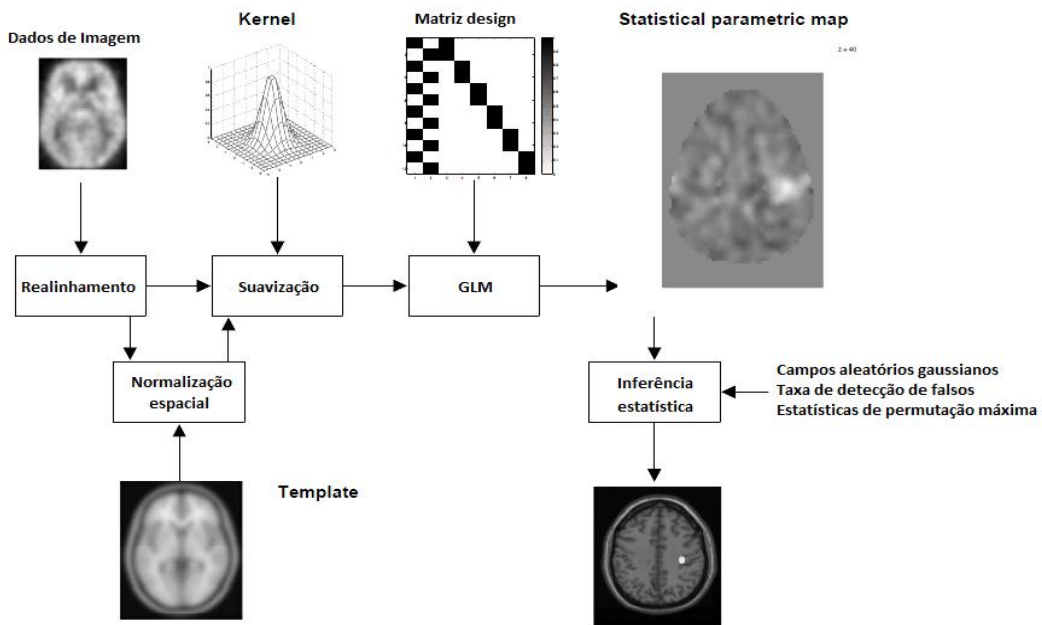 Dados de Imagem
Kernel
Matriz design
Statistical parametric map
Z = 40
Realinhamento
Suavização
GLM
Normalização
espacial
Inferência
estatística
Campos aleatórios gaussianos
Taxa de detecção de falsos
Estatísticas de permutação máxima
Template